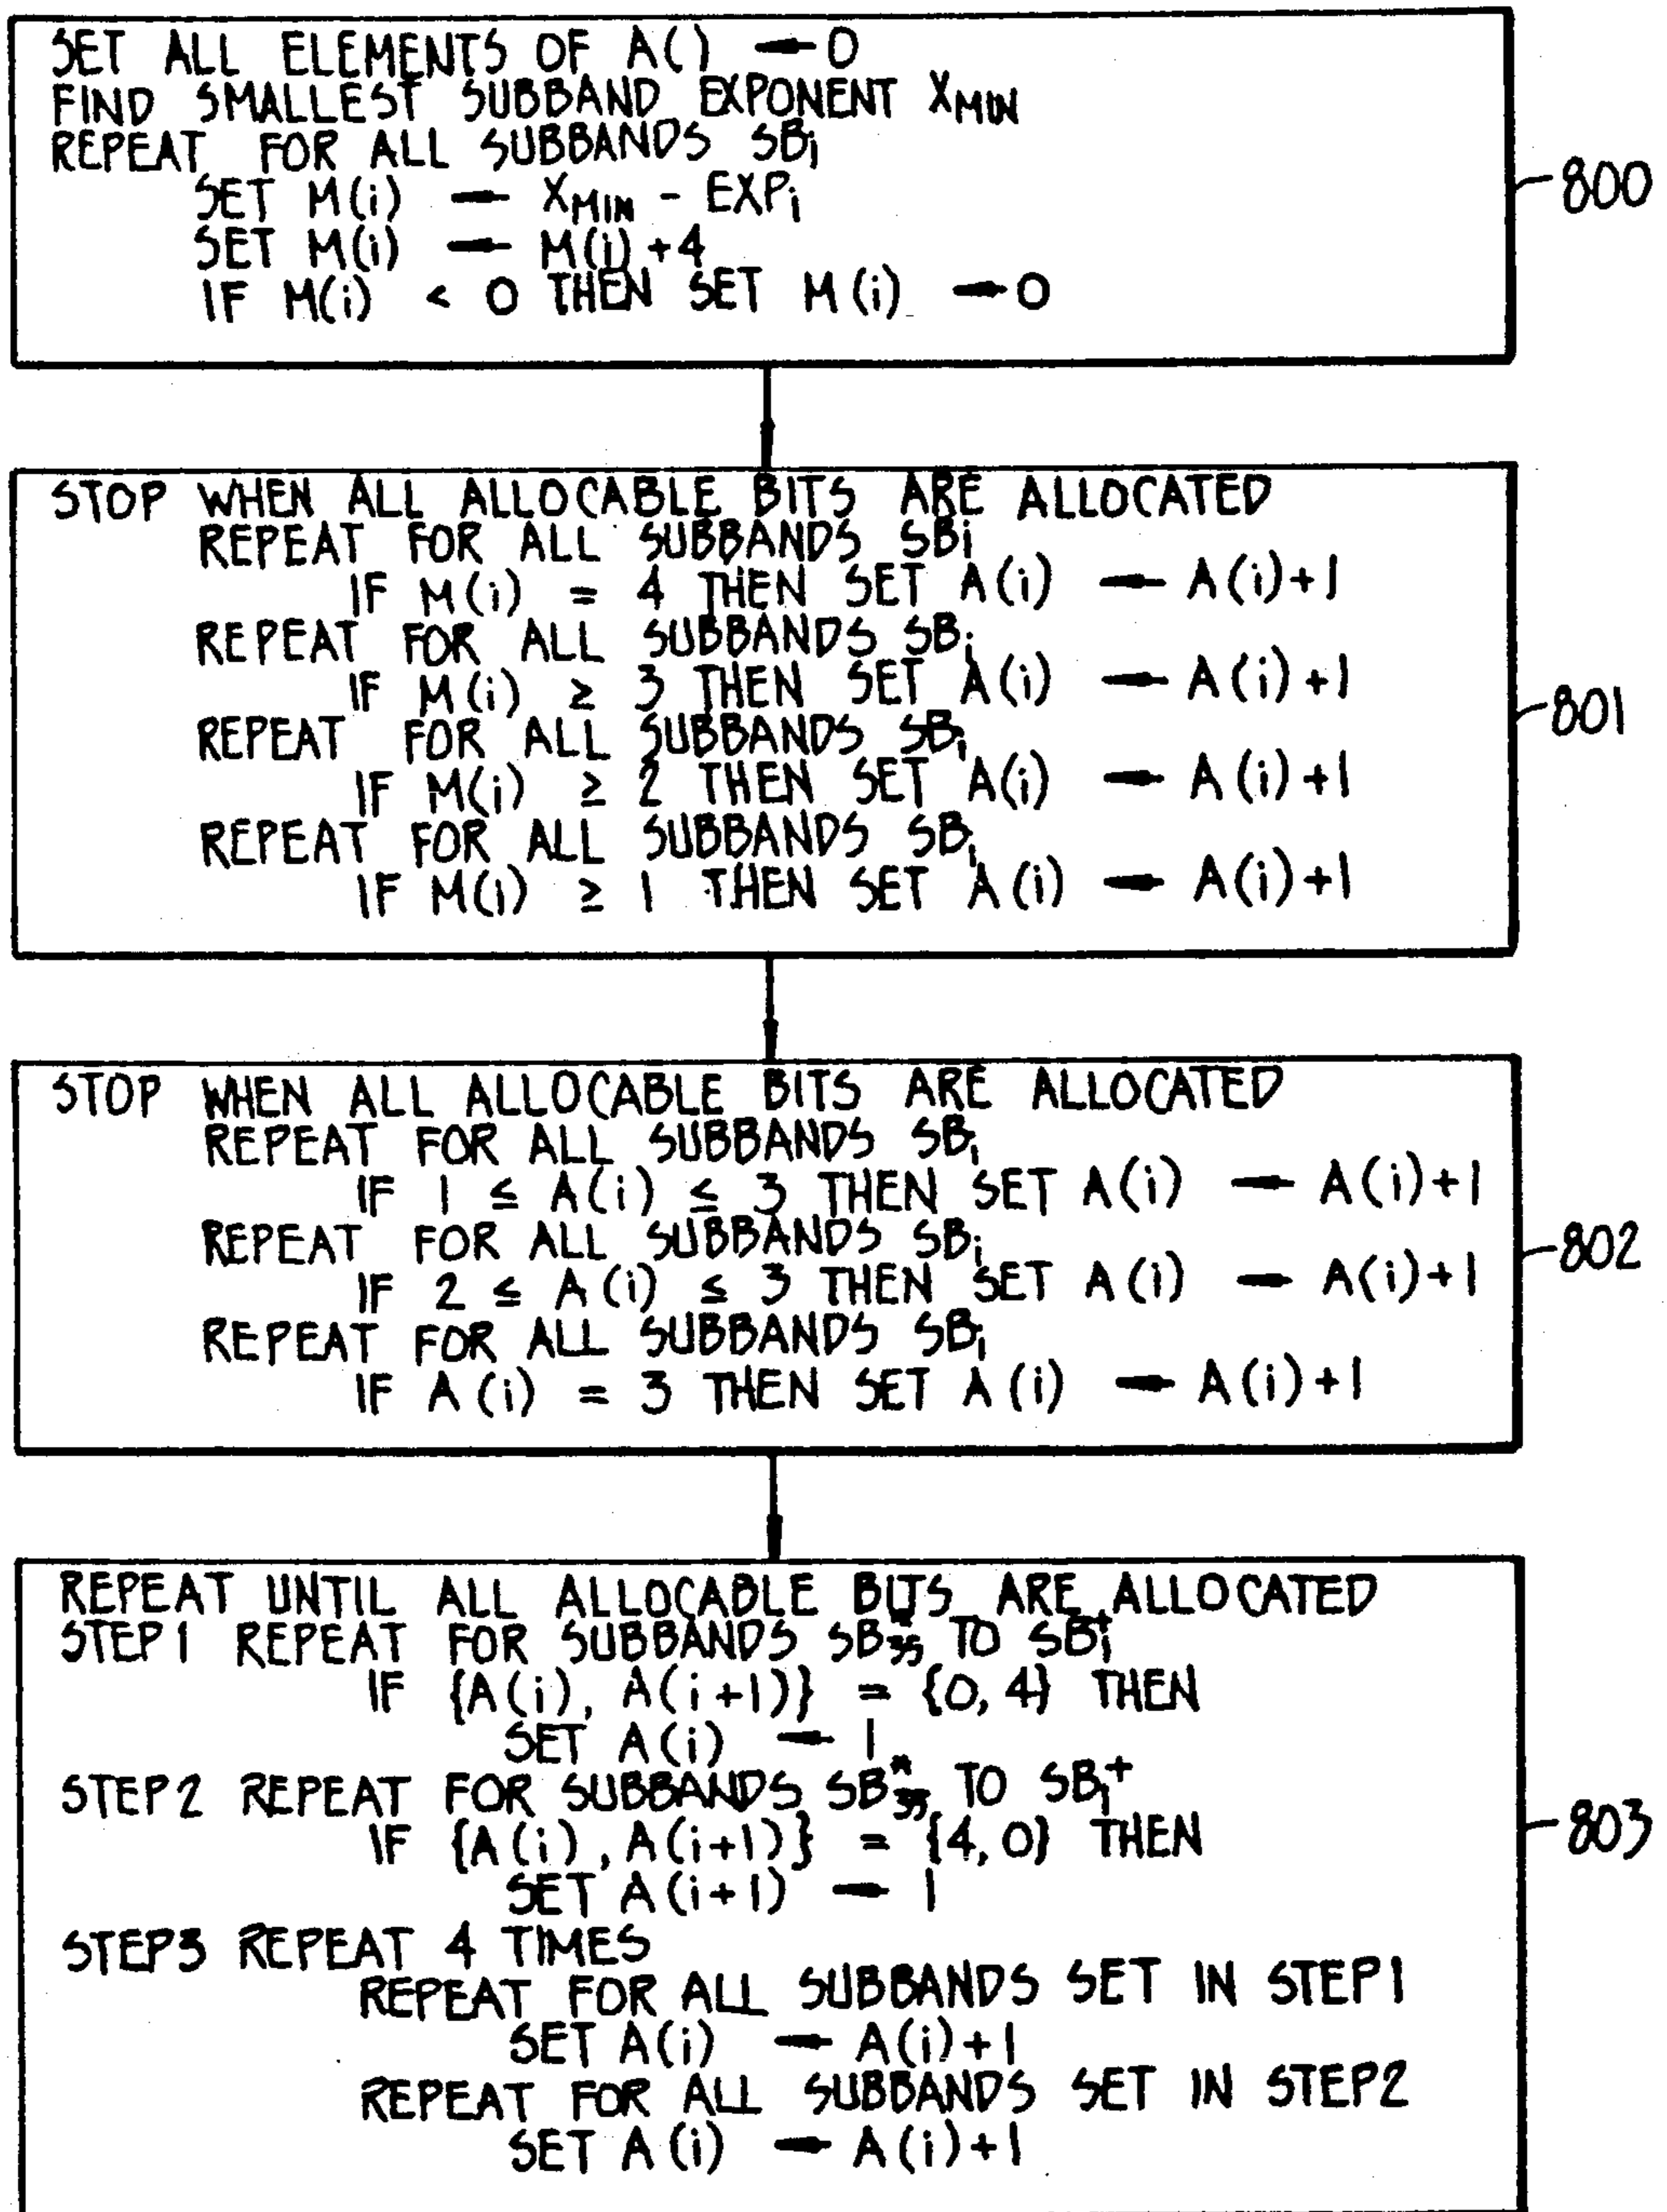 SET ALL ELEMENTS OF A() ← 0
FIND SMALLEST SUBBAND EXPONENT XMIN
REPEAT FOR ALL SUBBANDS SBi
SET M(i) ← XMIN - EXPi
SET M(i) ← M(i)+4
IF M(i) < 0 THEN SET M(i) ← 0
800
STOP WHEN ALL ALLOCABLE BITS ARE ALLOCATED
REPEAT FOR ALL SUBBANDS SBi
IF M(i) = 4 THEN SET A(i) ← A(i)+1
REPEAT FOR ALL SUBBANDS SBi
IF M(i) ≥ 3 THEN SET A(i) ← A(i)+1
REPEAT FOR ALL SUBBANDS SBi
IF M(i) ≥ 2 THEN SET A(i) ← A(i)+1
REPEAT FOR ALL SUBBANDS SBi
IF M(i) ≥ 1 THEN SET A(i) ← A(i)+1
801
STOP WHEN ALL ALLOCABLE BITS ARE ALLOCATED
REPEAT FOR ALL SUBBANDS SBi
IF 1 ≤ A(i) ≤ 3 THEN SET A(i) ← A(i)+1
REPEAT FOR ALL SUBBANDS SBi
IF 2 ≤ A(i) ≤ 3 THEN SET A(i) ← A(i)+1
REPEAT FOR ALL SUBBANDS SBi
IF A(i) = 3 THEN SET A(i) ← A(i)+1
802
REPEAT UNTIL ALL ALLOCABLE BITS ARE ALLOCATED
STEP1 REPEAT FOR SUBBANDS SB*35 TO SB+1
IF {A(i), A(i+1)} = {0, 4} THEN
SET A(i) ← 1
STEP2 REPEAT FOR SUBBANDS SB*35 TO SB+1
IF {A(i), A(i+1)} = {4, 0} THEN
SET A(i+1) ← 1
STEP3 REPEAT 4 TIMES
REPEAT FOR ALL SUBBANDS SET IN STEP1
SET A(i) ← A(i)+1
REPEAT FOR ALL SUBBANDS SET IN STEP2
SET A(i) ← A(i)+1
803